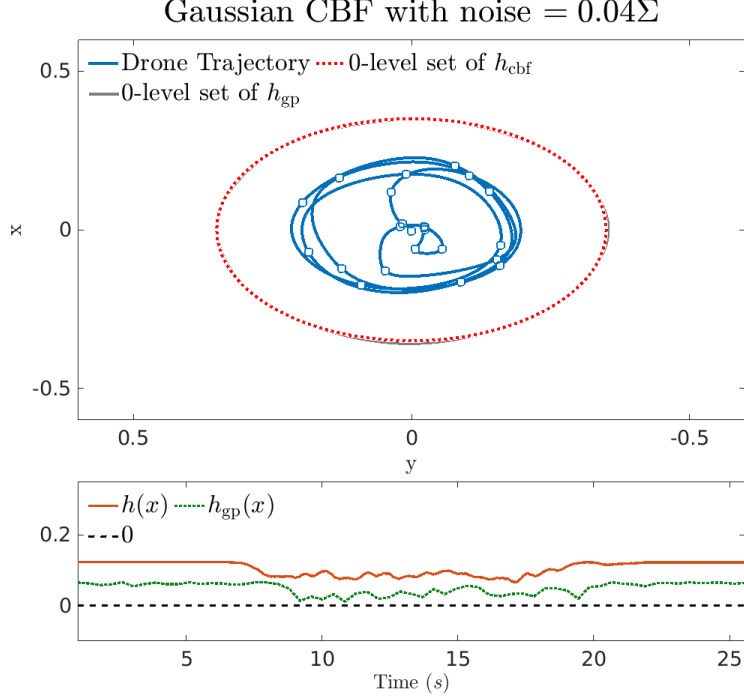 Gaussian CBF with noise = 0.04Σ
Drone Trajectory 0-level set of h_cbf
0-level set of h_gp
0.5
0
-0.5
x
0.5 0 -0.5
y
h(x) h_gp(x)
0
0.2
0
5 10 15 20 25
Time (s)